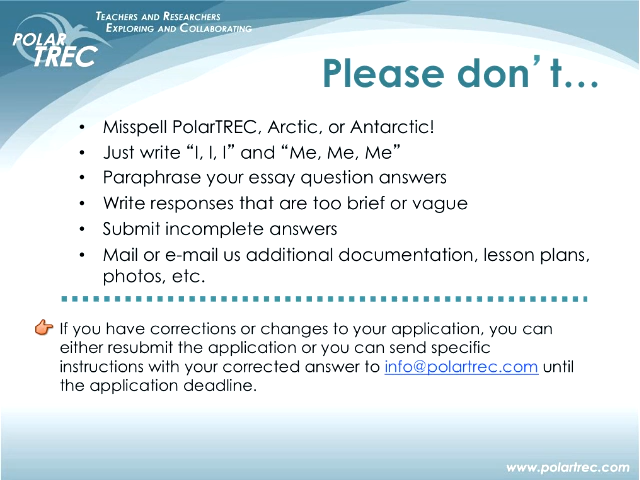 TEACHERS AND RESEARCHERS
EXPLORING AND COLLABORATING
POLAR
TREC
Please don't…
• Misspell PolarTREC, Arctic, or Antarctic!
• Just write “I, I, I” and “Me, Me, Me”
• Paraphrase your essay question answers
• Write responses that are too brief or vague
• Submit incomplete answers
• Mail or e-mail us additional documentation, lesson plans,
photos, etc.
If you have corrections or changes to your application, you can
either resubmit the application or you can send specific
instructions with your corrected answer to info@polartrec.com until
the application deadline.
www.polartrec.com